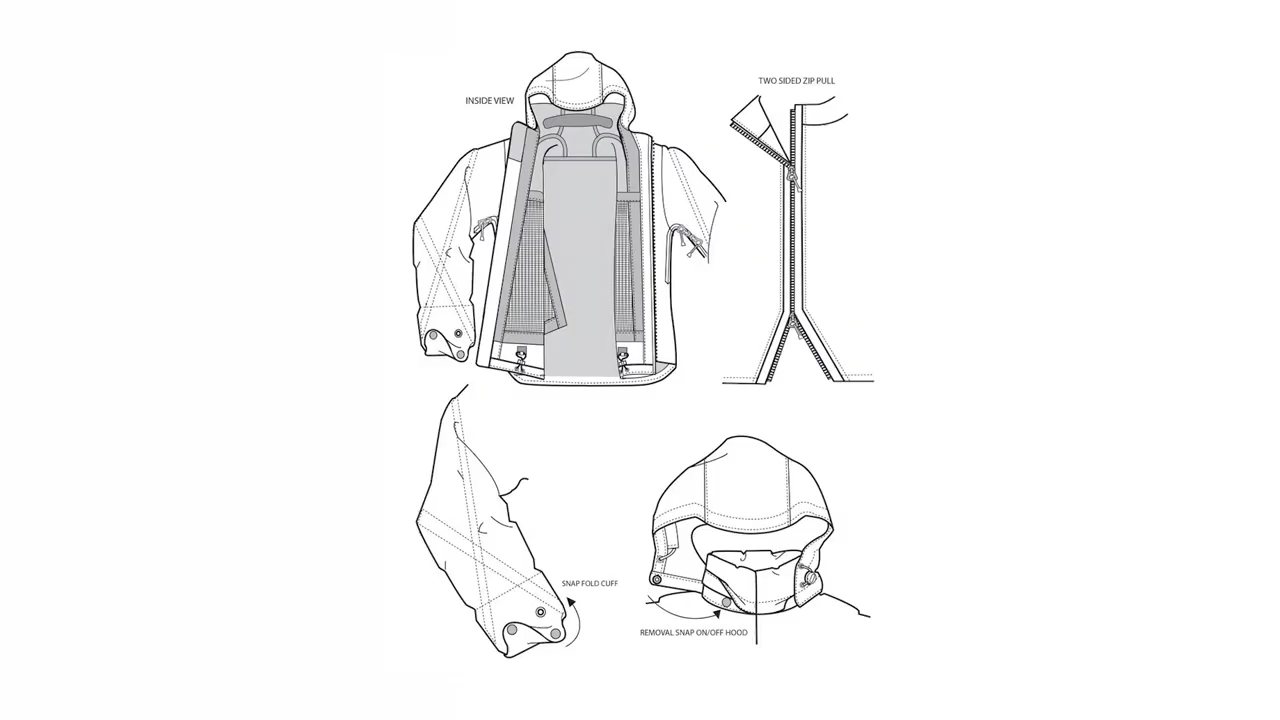 TWO SIDED ZIP PULL
INSIDE VIEW
SNAP FOLD CUFF
REMOVAL SNAP ON/OFF HOOD